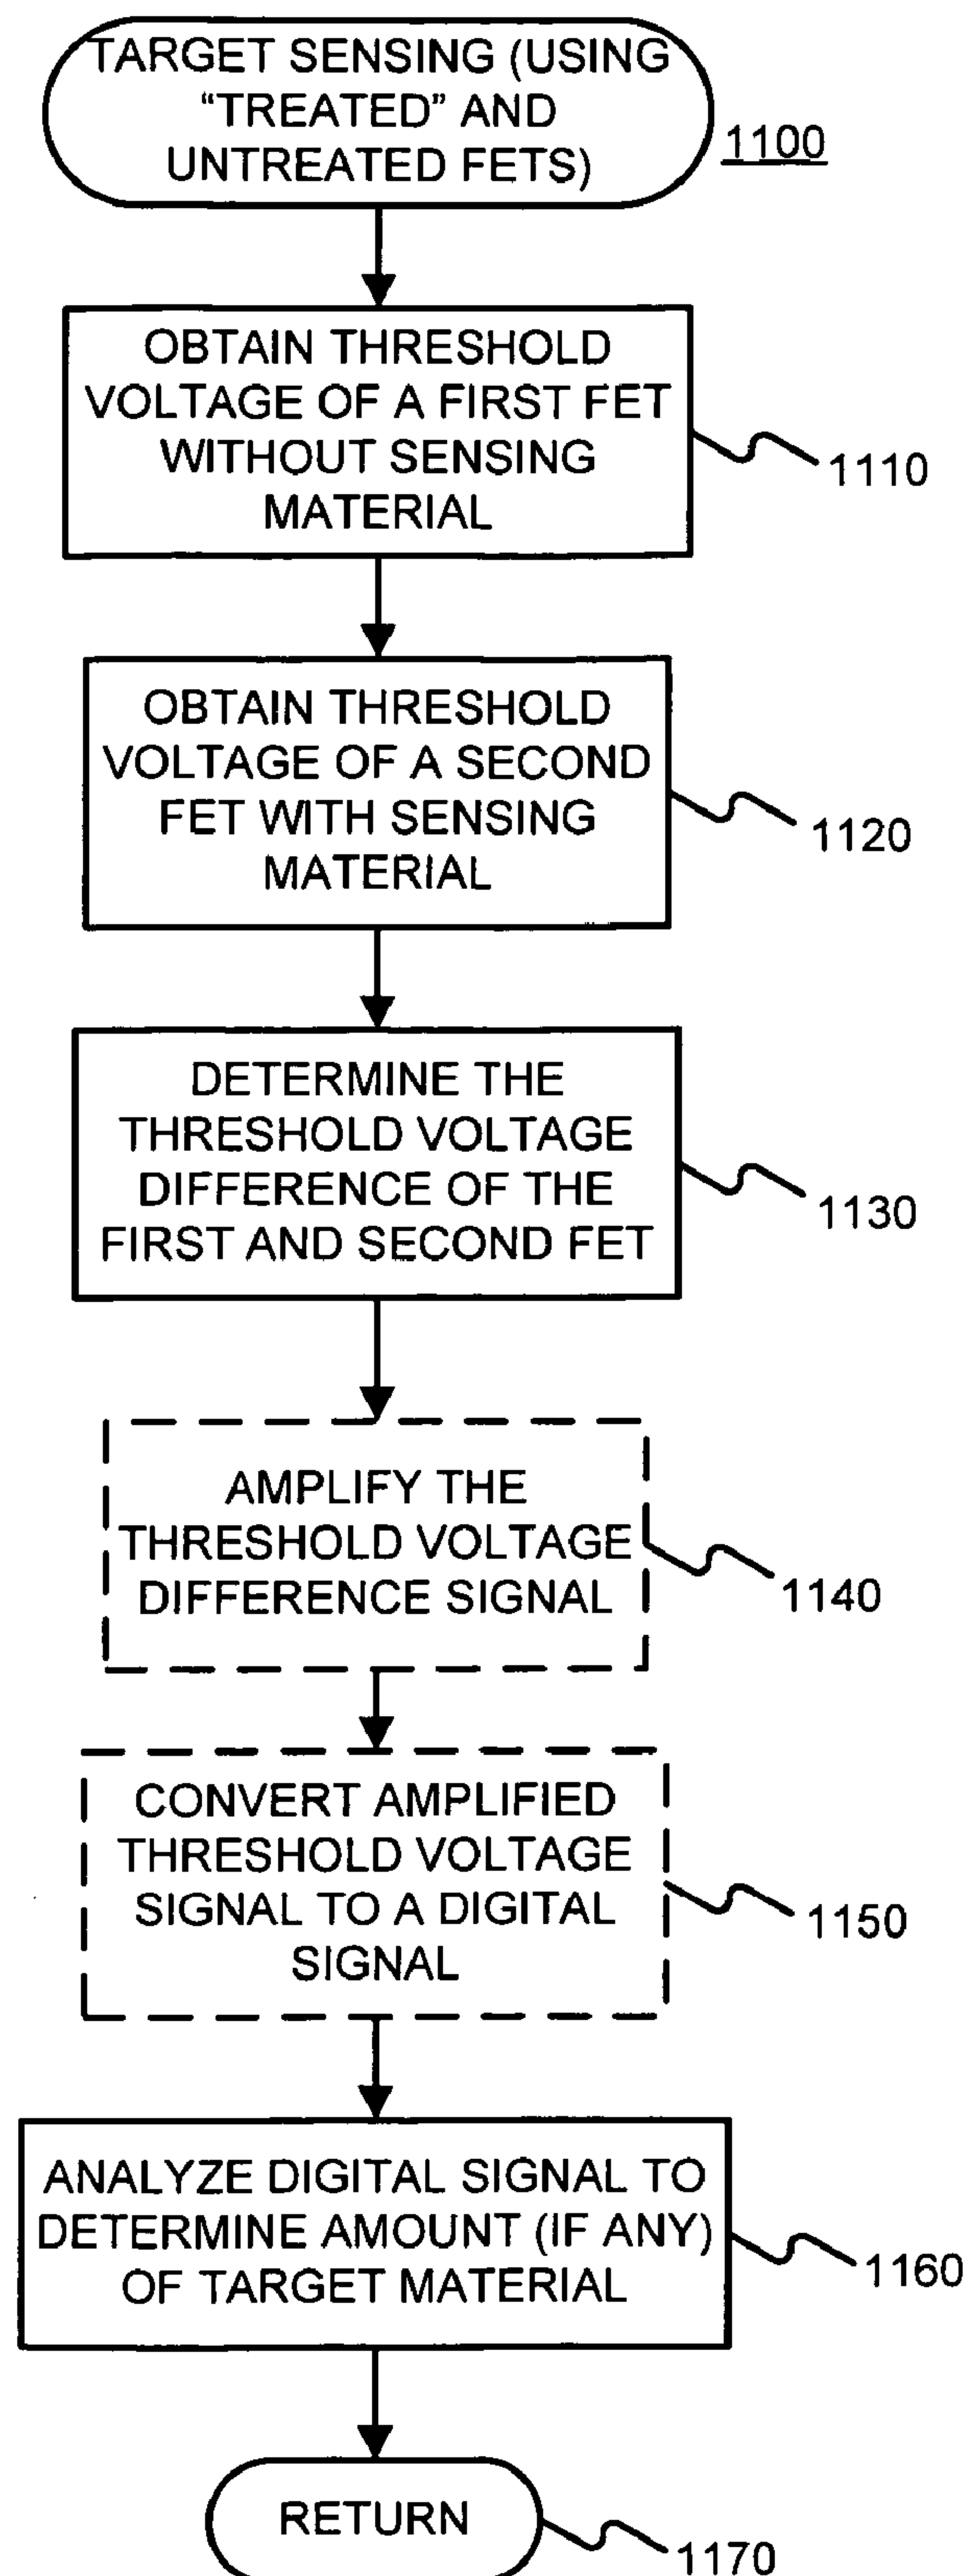 TARGET SENSING (USING
“TREATED” AND
UNTREATED FETS)
1100
OBTAIN THRESHOLD
VOLTAGE OF A FIRST FET
WITHOUT SENSING
MATERIAL
1110
OBTAIN THRESHOLD
VOLTAGE OF A SECOND
FET WITH SENSING
MATERIAL
1120
DETERMINE THE
THRESHOLD VOLTAGE
DIFFERENCE OF THE
FIRST AND SECOND FET
1130
AMPLIFY THE
THRESHOLD VOLTAGE
DIFFERENCE SIGNAL
1140
CONVERT AMPLIFIED
THRESHOLD VOLTAGE
SIGNAL TO A DIGITAL
SIGNAL
1150
ANALYZE DIGITAL SIGNAL TO
DETERMINE AMOUNT (IF ANY)
OF TARGET MATERIAL
1160
RETURN
1170